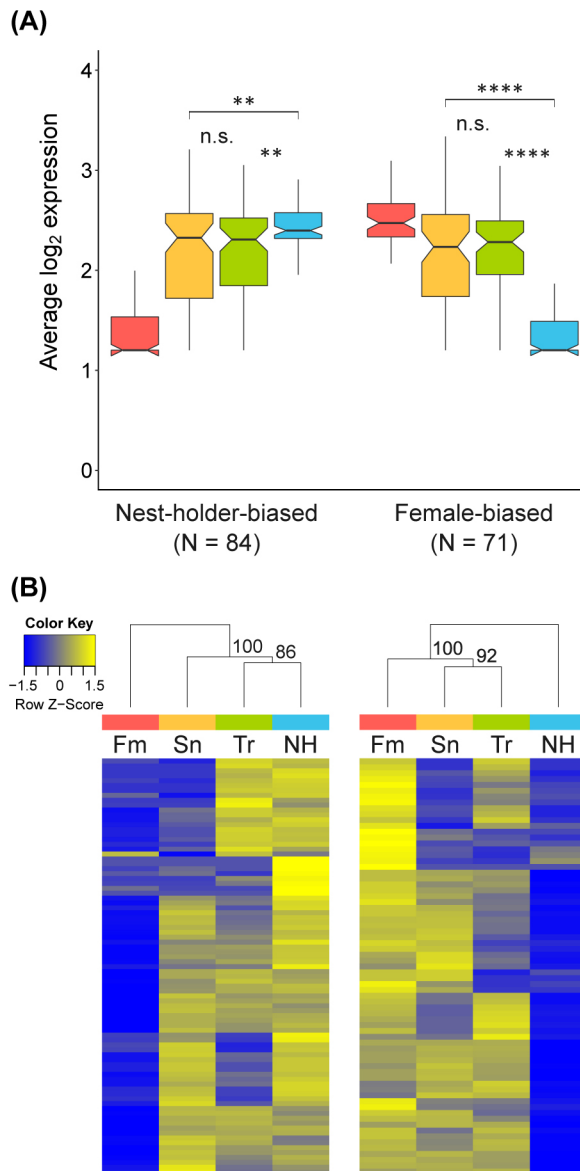 (A)
Average log2 expression
4
3
2
1
0
**
n.s.
**
****
n.s.
****
Nest-holder-biased
(N = 84)
Female-biased
(N = 71)
(B)
Color Key
−1.5 0 1.5
Row Z−Score
100
86
100
92
Fm Sn Tr NH
Fm Sn Tr NH